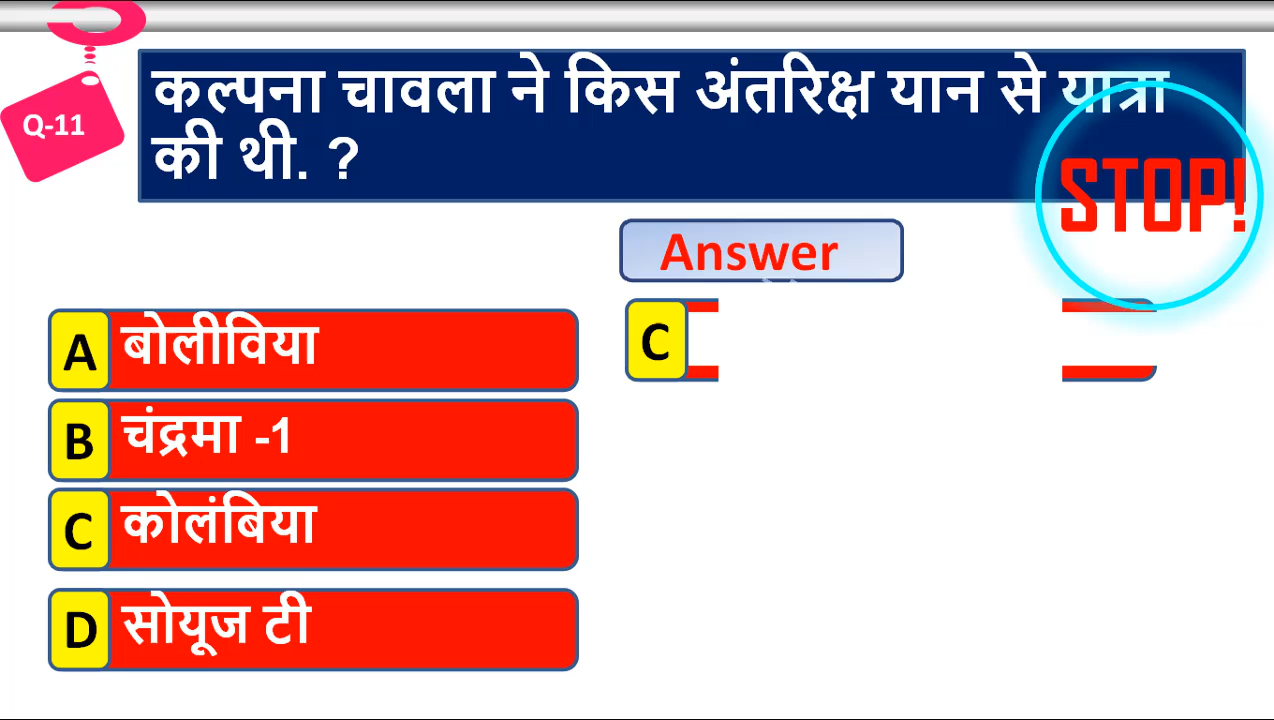 Q-11
कल्पना चावला ने किस अंतरिक्ष यान से यात्रा
की थी. ?
STOP!
Answer
C
A बोलीविया
B चंद्रमा -1
C कोलंबिया
D सोयूज टी